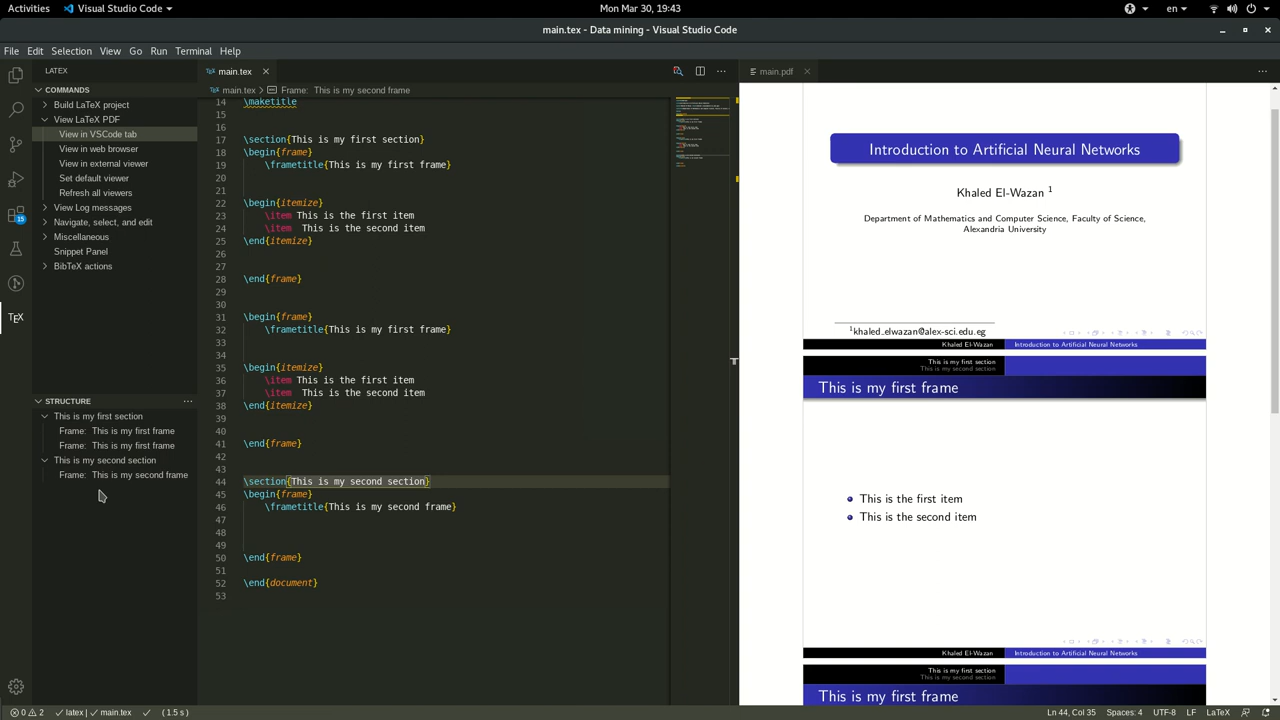 Activities
Visual Studio Code
Mon Mar 30, 19:43
en
main.tex - Data mining - Visual Studio Code
File Edit Selection View Go Run Terminal Help
LATEX
COMMANDS
Build LaTeX project
View LaTeX PDF
View in VSCode tab
View in web browser
View in external viewer
Set default viewer
Refresh all viewers
View Log messages
Navigate, select, and edit
Miscellaneous
Snippet Panel
BibTeX actions
15
TEX
STRUCTURE
This is my first section
Frame: This is my first frame
Frame: This is my first frame
This is my second section
Frame: This is my second frame
TEX main.tex
main.tex > Frame: This is my second frame
14 \maketitle
15
16
17 \section{This is my first section}
18 \begin{frame}
19 \frametitle{This is my first frame}
20
21
22 \begin{itemize}
23 \item This is the first item
24 \item  This is the second item
25 \end{itemize}
26
27
28 \end{frame}
29
30
31 \begin{frame}
32 \frametitle{This is my first frame}
33
34
35 \begin{itemize}
36 \item This is the first item
37 \item  This is the second item
38 \end{itemize}
39
40
41 \end{frame}
42
43
44 \section{This is my second section}
45 \begin{frame}
46 \frametitle{This is my second frame}
47
48
49
50 \end{frame}
51
52 \end{document}
53
main.pdf
Introduction to Artificial Neural Networks
Khaled El-Wazan 1
Department of Mathematics and Computer Science, Faculty of Science,
Alexandria University
1khaled_elwazan@alex-sci.edu.eg
Khaled El-Wazan Introduction to Artificial Neural Networks
This is my first section
This is my second section
This is my first frame
This is the first item
This is the second item
Khaled El-Wazan Introduction to Artificial Neural Networks
This is my first section
This is my second section
This is my first frame
0 2 latex | main.tex ( 1.5 s )
Ln 44, Col 35 Spaces: 4 UTF-8 LF LaTeX